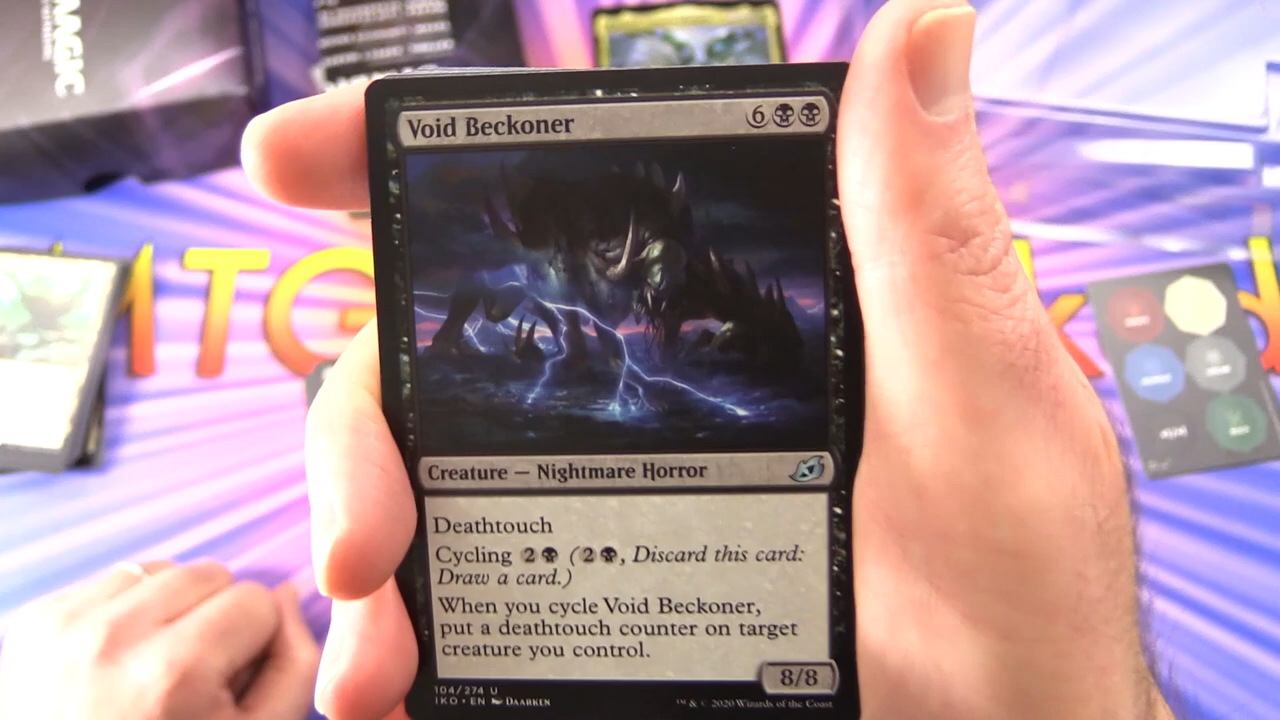 MAGIC
MTG
Void Beckoner
6
Creature — Nightmare Horror
Deathtouch
Cycling 2 (2, Discard this card:
Draw a card.)
When you cycle Void Beckoner,
put a deathtouch counter on target
creature you control.
8/8
104/274 U
IKO • EN DAARKEN
™ & © 2020 Wizards of the Coast